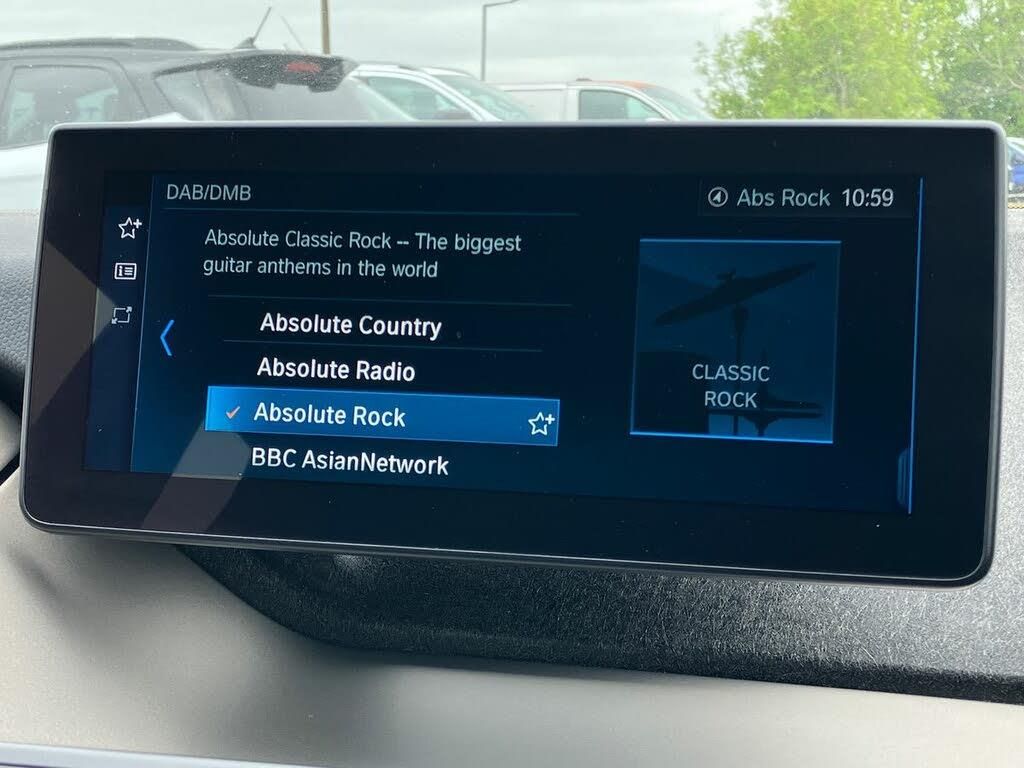 DAB/DMB
Abs Rock 10:59
Absolute Classic Rock -- The biggest
guitar anthems in the world
Absolute Country
Absolute Radio
Absolute Rock
BBC AsianNetwork
CLASSIC
ROCK